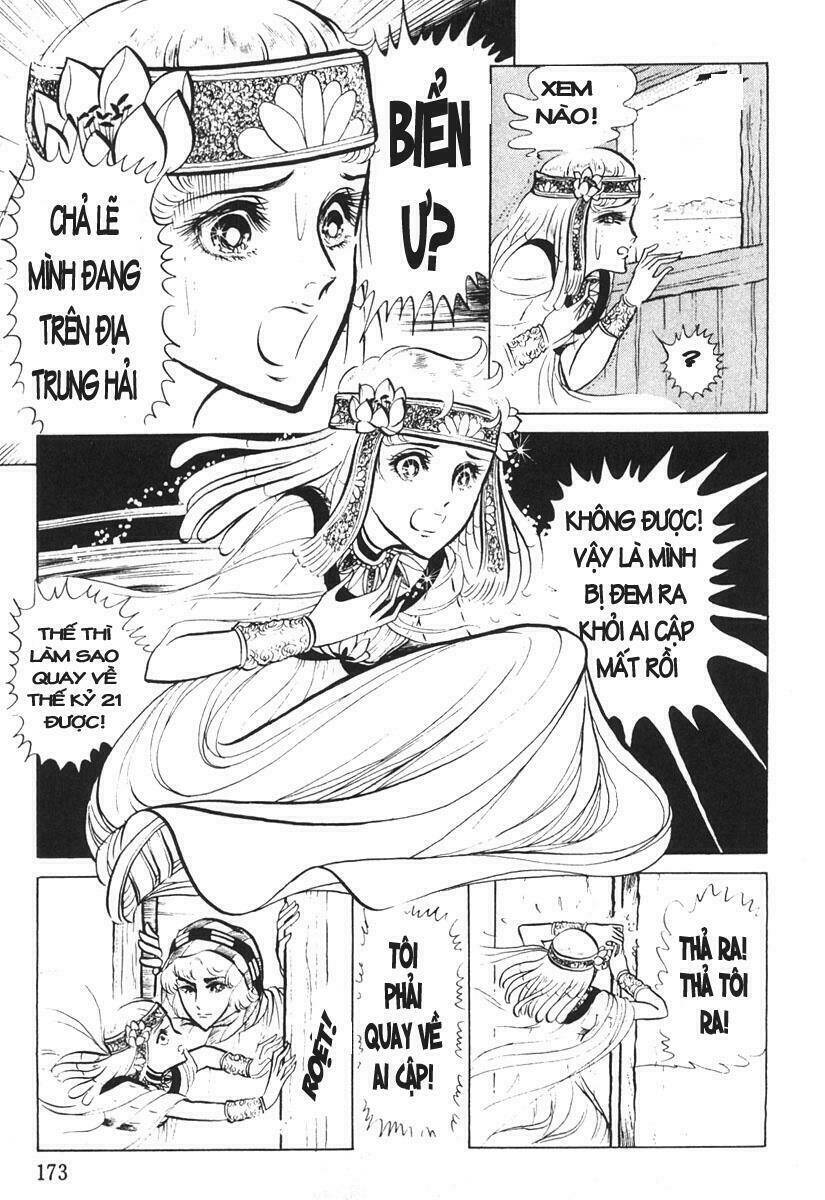 XEM
NÀO!
?
BIỂN
Ư?
CHẢ LẼ
MÌNH ĐANG
TRÊN ĐỊA
TRUNG HẢI
KHÔNG ĐƯỢC!
VẬY LÀ MÌNH
BỊ ĐEM RA
KHỎI AI CẬP
MẤT RỒI
THẾ THÌ
LÀM SAO
QUAY VỀ
THẾ KỶ 21
ĐƯỢC!
THẢ RA!
THẢ TÔI
RA!
TÔI
PHẢI
QUAY VỀ
AI CẬP!
ROẸT!
173